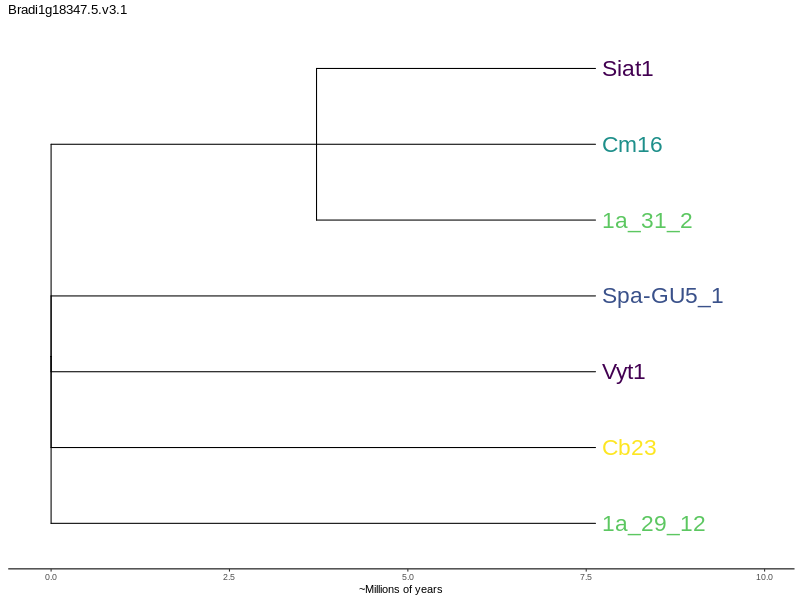 Bradi1g18347.5.v3.1
Siat1
Cm16
1a_31_2
Spa-GU5_1
Vyt1
Cb23
1a_29_12
0.0 2.5 5.0 7.5 10.0
~Millions of years